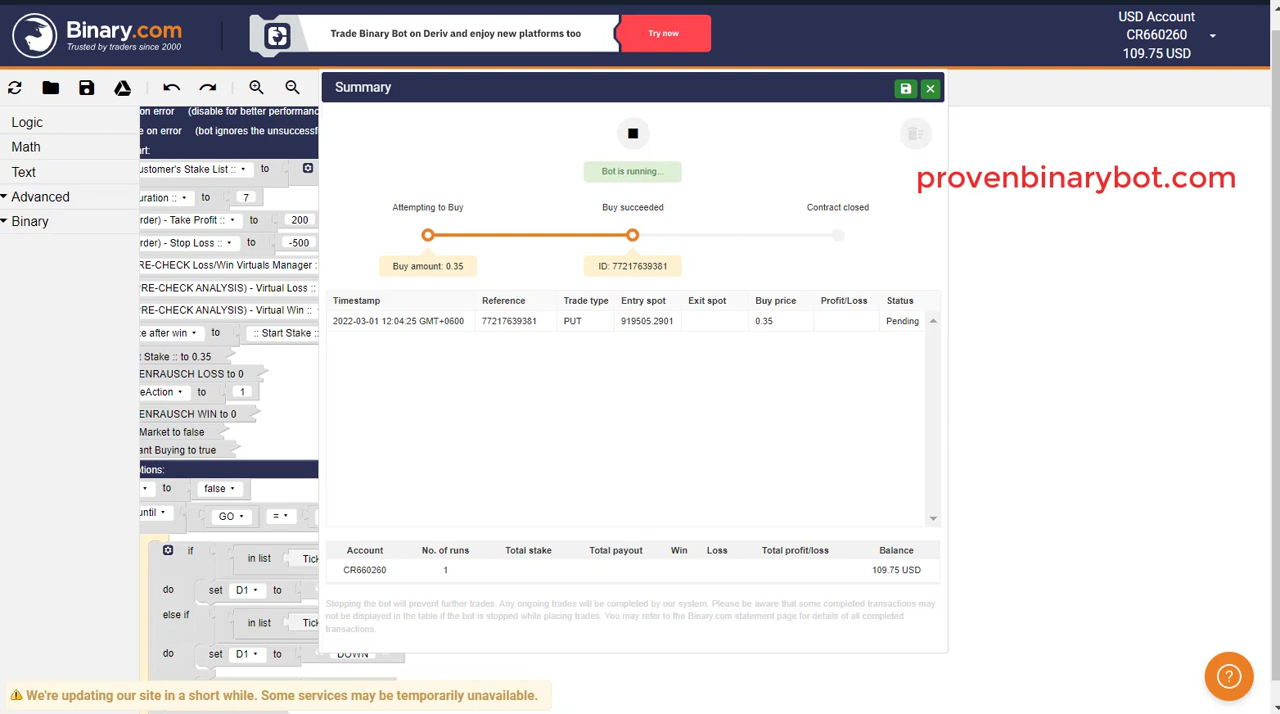 Binary.com
Trusted by traders since 2000
Trade Binary Bot on Deriv and enjoy new platforms too
Try now
USD Account
CR660260
109.75 USD
Summary
Logic
Math
Text
Advanced
Binary
on error (disable for better performanc
e on error (bot ignores the unsuccessf
art:
ustomer's Stake List :: to
uration :: to 7
rder) - Take Profit :: to 200
rder) - Stop Loss :: to -500
RE-CHECK Loss/Win Virtuals Manager :
PRE-CHECK ANALYSIS) - Virtual Loss :
PRE-CHECK ANALYSIS) - Virtual Win :
ke after win to :: Start Stake :
t Stake :: to 0.35
ENRAUSCH LOSS to 0
leAction to 1
ENRAUSCH WIN to 0
Market to false
ant Buying to true
tions:
to false
until GO =
if in list Tick
do set D1 to
else if in list Tick
do set D1 to DOWN
Bot is running...
provenbinarybot.com
Attempting to Buy Buy succeeded Contract closed
Buy amount: 0.35 ID: 77217639381
Timestamp Reference Trade type Entry spot Exit spot Buy price Profit/Loss Status
2022-03-01 12:04:25 GMT+0600 77217639381 PUT 919505.2901 0.35 Pending
Account No. of runs Total stake Total payout Win Loss Total profit/loss Balance
CR660260 1 109.75 USD
Stopping the bot will prevent further trades. Any ongoing trades will be completed by our system. Please be aware that some completed transactions may
not be displayed in the table if the bot is stopped while placing trades. You may refer to the Binary.com statement page for details of all completed
transactions.
We're updating our site in a short while. Some services may be temporarily unavailable.